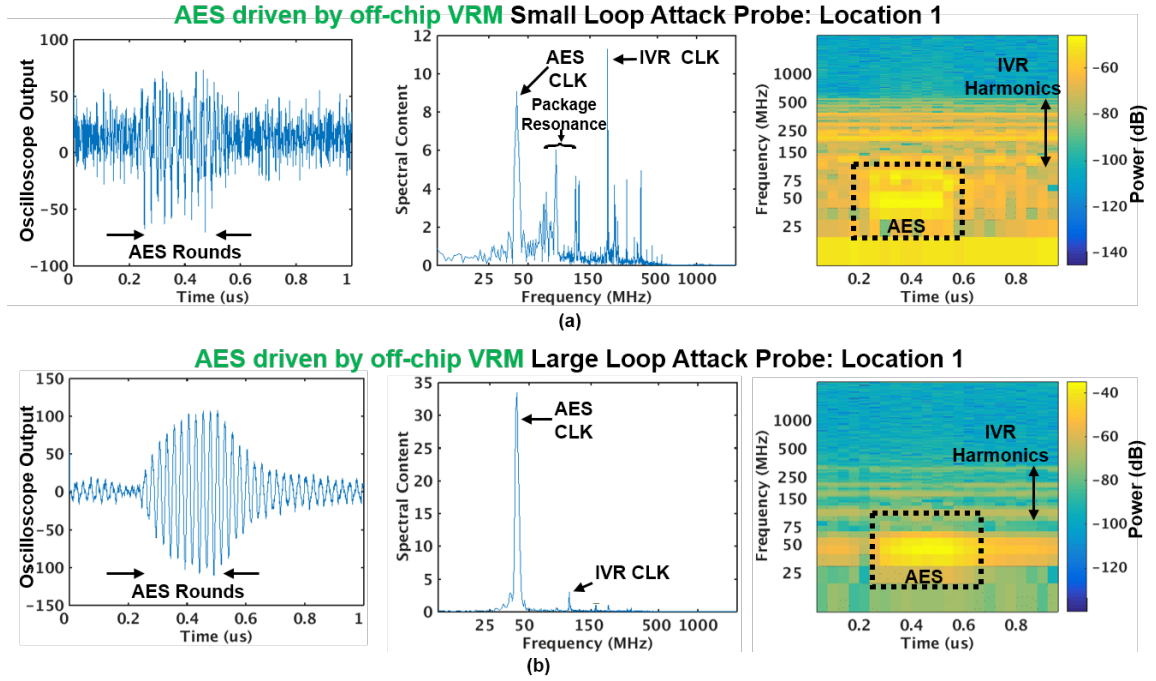 AES driven by off-chip VRM Small Loop Attack Probe: Location 1
Oscilloscope Output
100
50
0
−50
−100
AES Rounds
0 0.2 0.4 0.6 0.8 1
Time (us)
Spectral Content
12
10
8
6
4
2
0
AES
CLK
IVR CLK
Package
Resonance
25 50 150 400 1000
Frequency (MHz)
Frequency (MHz)
1000
500
250
150
75
50
25
IVR
Harmonics
AES
0.2 0.4 0.6 0.8
Time (us)
−60
−80
−100
−120
−140
Power (dB)
(a)
AES driven by off-chip VRM Large Loop Attack Probe: Location 1
Oscilloscope Output
150
100
50
0
−50
−100
−150
AES Rounds
0 0.2 0.4 0.6 0.8 1
Time (us)
Spectral Content
35
30
25
20
15
10
5
0
AES
CLK
IVR CLK
25 50 150 400 1000
Frequency (MHz)
Frequency (MHz)
1000
500
250
150
75
50
25
IVR
Harmonics
AES
0.2 0.4 0.6 0.8
Time (us)
−40
−60
−80
−100
−120
Power (dB)
(b)